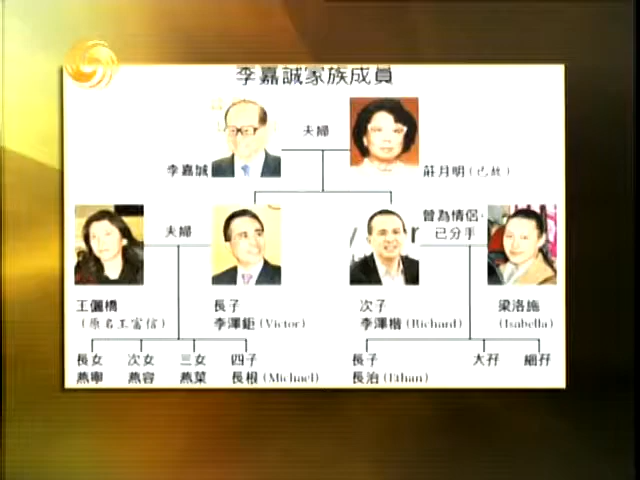 李嘉誠家族成員
夫婦
李嘉誠
莊月明(已故)
夫婦
曾為情侶,
已分手
王儷橋
(原名王富信)
長子
李澤鉅(Victor)
次子
李澤楷(Richard)
梁洛施
(Isabella)
長女
燕寧
次女
燕容
三女
燕菜
四子
長根(Michael)
長子
長治(Ethan)
大孖
細孖